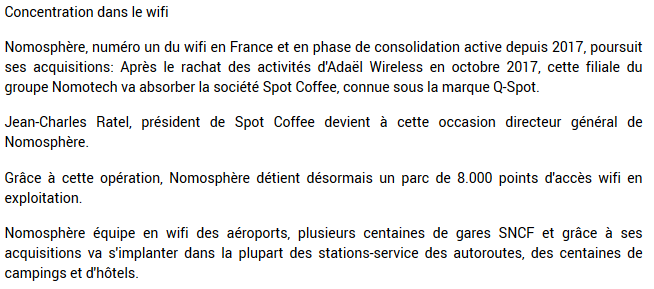 Concentration dans le wifi
Nomosphère, numéro un du wifi en France et en phase de consolidation active depuis 2017, poursuit
ses acquisitions: Après le rachat des activités d'Adaël Wireless en octobre 2017, cette filiale du
groupe Nomotech va absorber la société Spot Coffee, connue sous la marque Q-Spot.
Jean-Charles Ratel, président de Spot Coffee devient à cette occasion directeur général de
Nomosphère.
Grâce à cette opération, Nomosphère détient désormais un parc de 8.000 points d'accès wifi en
exploitation.
Nomosphère équipe en wifi des aéroports, plusieurs centaines de gares SNCF et grâce à ses
acquisitions va s'implanter dans la plupart des stations-service des autoroutes, des centaines de
campings et d'hôtels.